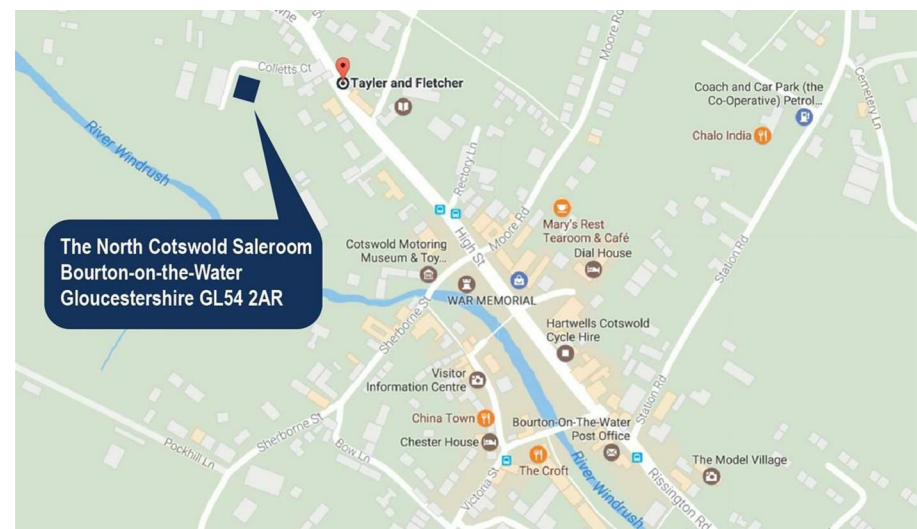 wne
Colletts Ct
Tayler and Fletcher
Moore Rd
Coach and Car Park (the
Co-Operative) Petrol...
Cemetery Ln
Chalo India
River Windrush
Rectory Ln
The North Cotswold Saleroom
Bourton-on-the-Water
Gloucestershire GL54 2AR
High St
Moore Rd
Mary's Rest
Tearoom & Café
Dial House
Station Rd
Cotswold Motoring
Museum & Toy...
WAR MEMORIAL
Sherborne St
Hartwells Cotswold
Cycle Hire
Visitor
Information Centre
China Town
Chester House
Bourton-On-The-Water
Post Office
Station Rd
The Croft
The Model Village
Sherborne St
Bow Ln
Pockhill Ln
Victoria St
River Windrush
Rissington Rd